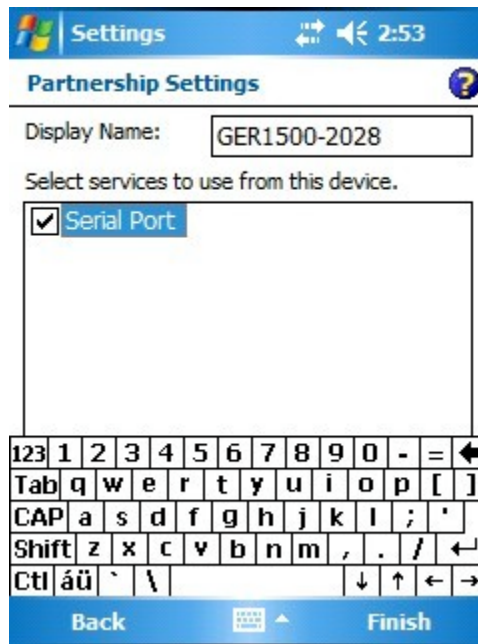 Settings 2:53
Partnership Settings ?
Display Name: GER1500-2028
Select services to use from this device.
Serial Port
123 1 2 3 4 5 6 7 8 9 0 - =
Tab q w e r t y u i o p [ ]
CAP a s d f g h j k l ; '
Shift z x c v b n m , . / ↵
Ctl áü ` \ ↓ ↑ ← →
Back Finish